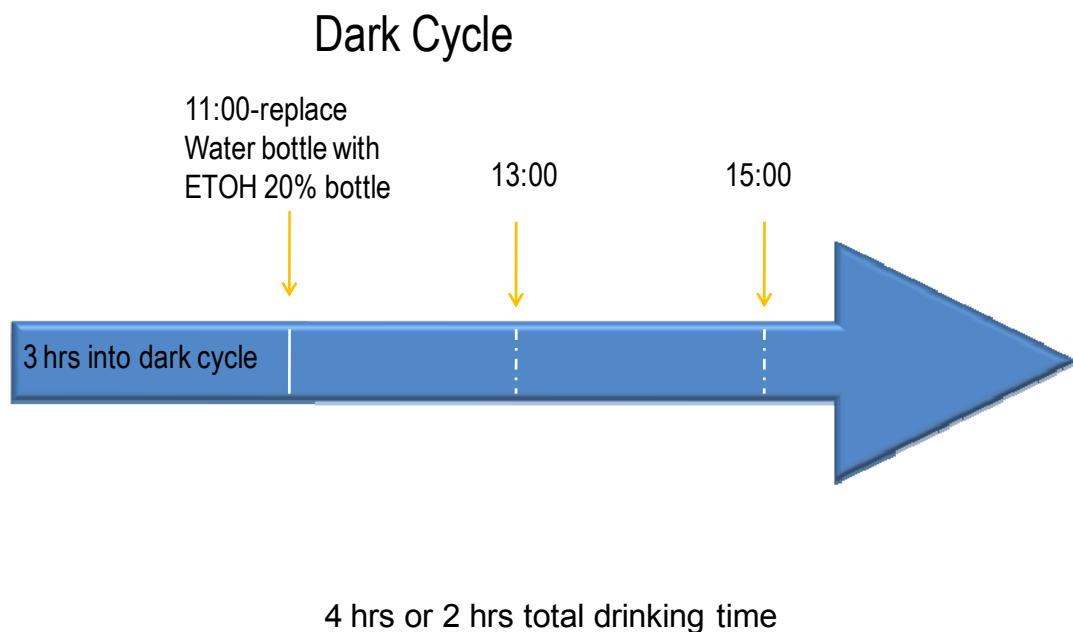 Dark Cycle
11:00-replace
Water bottle with
ETOH 20% bottle
13:00
15:00
3 hrs into dark cycle
4 hrs or 2 hrs total drinking time